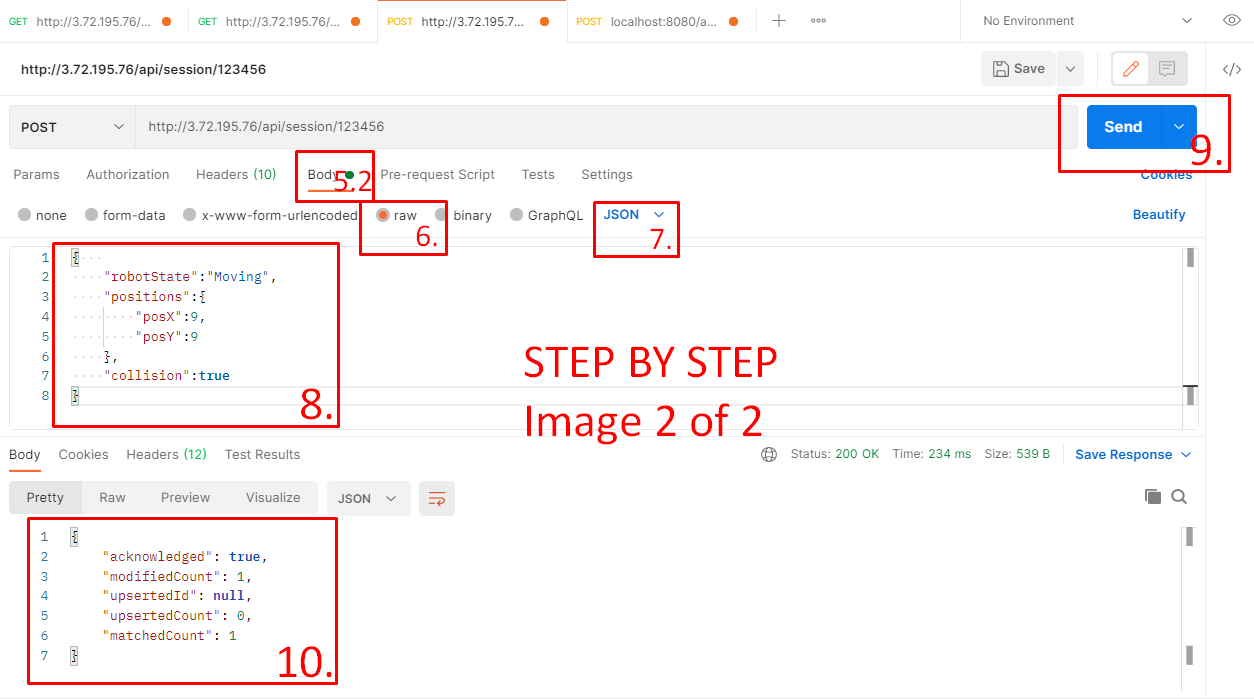 GET http://3.72.195.76/... GET http://3.72.195.76/... POST http://3.72.195.7... POST localhost:8080/a... No Environment
http://3.72.195.76/api/session/123456 Save </>
POST http://3.72.195.76/api/session/123456 Send
9.
Params Authorization Headers (10) Body Pre-request Script Tests Settings Cookies
5.2
none form-data x-www-form-urlencoded raw binary GraphQL JSON Beautify
6. 7.
1 {
2 "robotState":"Moving",
3 "positions":{
4 "posX":9,
5 "posY":9
6 },
7 "collision":true
8 }
8.
STEP BY STEP
Image 2 of 2
Body Cookies Headers (12) Test Results Status: 200 OK Time: 234 ms Size: 539 B Save Response
Pretty Raw Preview Visualize JSON
1 {
2 "acknowledged": true,
3 "modifiedCount": 1,
4 "upsertedId": null,
5 "upsertedCount": 0,
6 "matchedCount": 1
7 }
10.